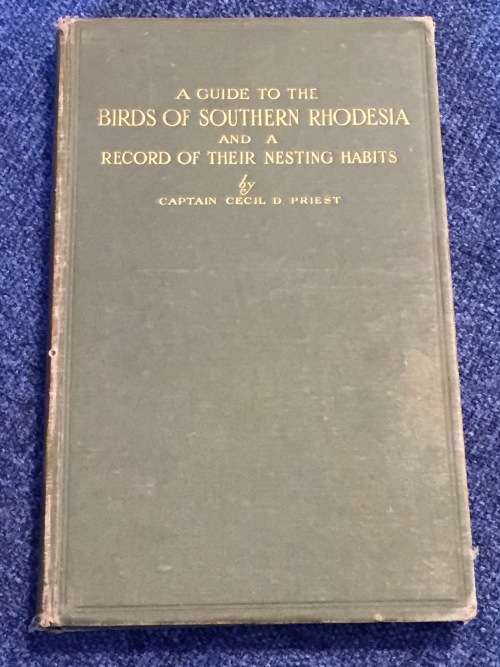 A GUIDE TO THE
BIRDS OF SOUTHERN RHODESIA
AND A
RECORD OF THEIR NESTING HABITS
by
CAPTAIN CECIL D PRIEST